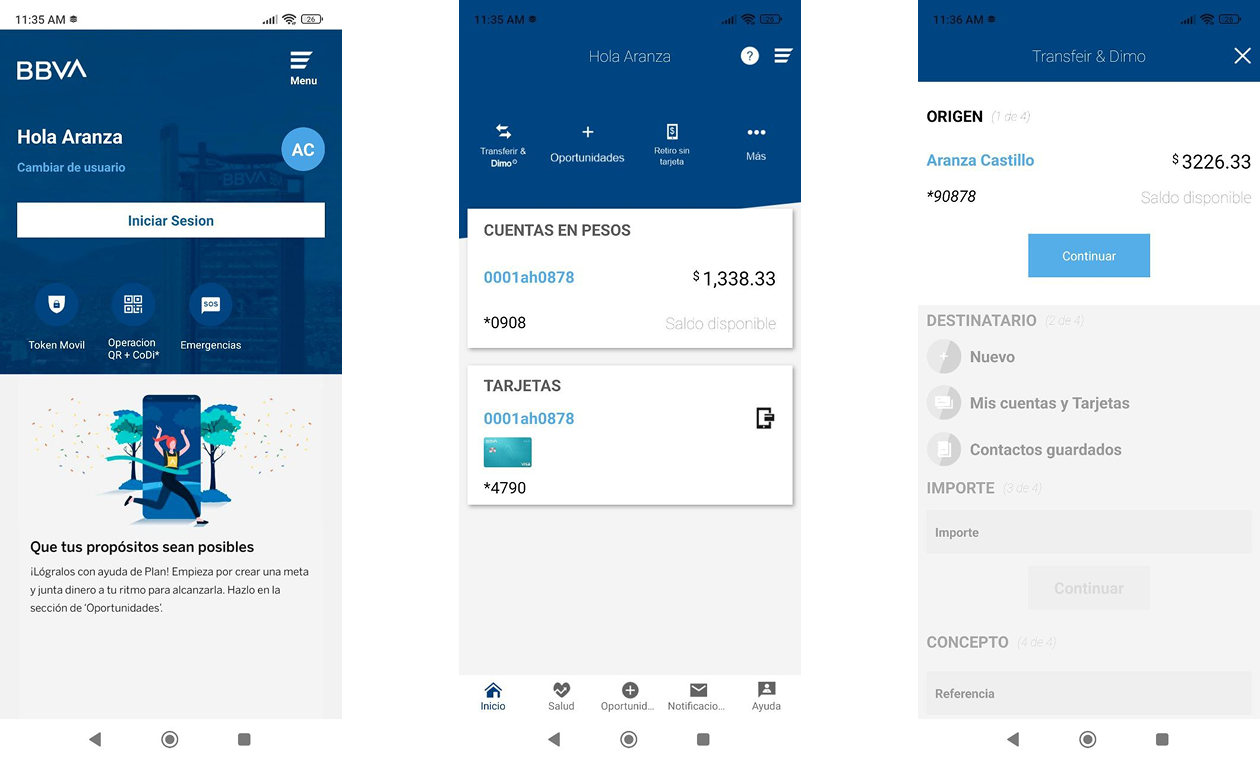 11:35 AM
26
BBVA
Menu
Hola Aranza
Cambiar de usuario
AC
BBVA
Iniciar Sesion
SOS
Token Movil
Operacion
QR + CoDi*
Emergencias
Que tus propósitos sean posibles
¡Lógralos con ayuda de Plan! Empieza por crear una meta
y junta dinero a tu ritmo para alcanzarla. Hazlo en la
sección de 'Oportunidades'.
11:35 AM
26
Hola Aranza
?
Transferir &
Dimo®
Oportunidades
Retiro sin
tarjeta
Más
CUENTAS EN PESOS
0001ah0878
$1,338.33
*0908
Saldo disponible
TARJETAS
0001ah0878
BBVA
VISA
*4790
Inicio
Salud
Oportunid...
Notificacio...
Ayuda
11:36 AM
26
Transfeir & Dimo
ORIGEN (1 de 4)
Aranza Castillo
$3226.33
*90878
Saldo disponible
Continuar
DESTINATARIO (2 de 4)
Nuevo
Mis cuentas y Tarjetas
Contactos guardados
IMPORTE (3 de 4)
Importe
Continuar
CONCEPTO (4 de 4)
Referencia